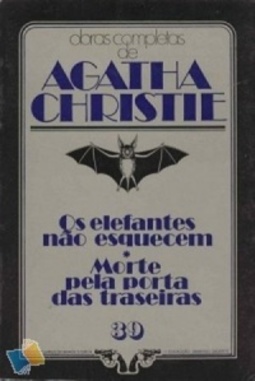 obras completas
de
AGATHA
CHRISTIE
Os elefantes
não esquecem
•
Morte
pela porta
das traseiras
39